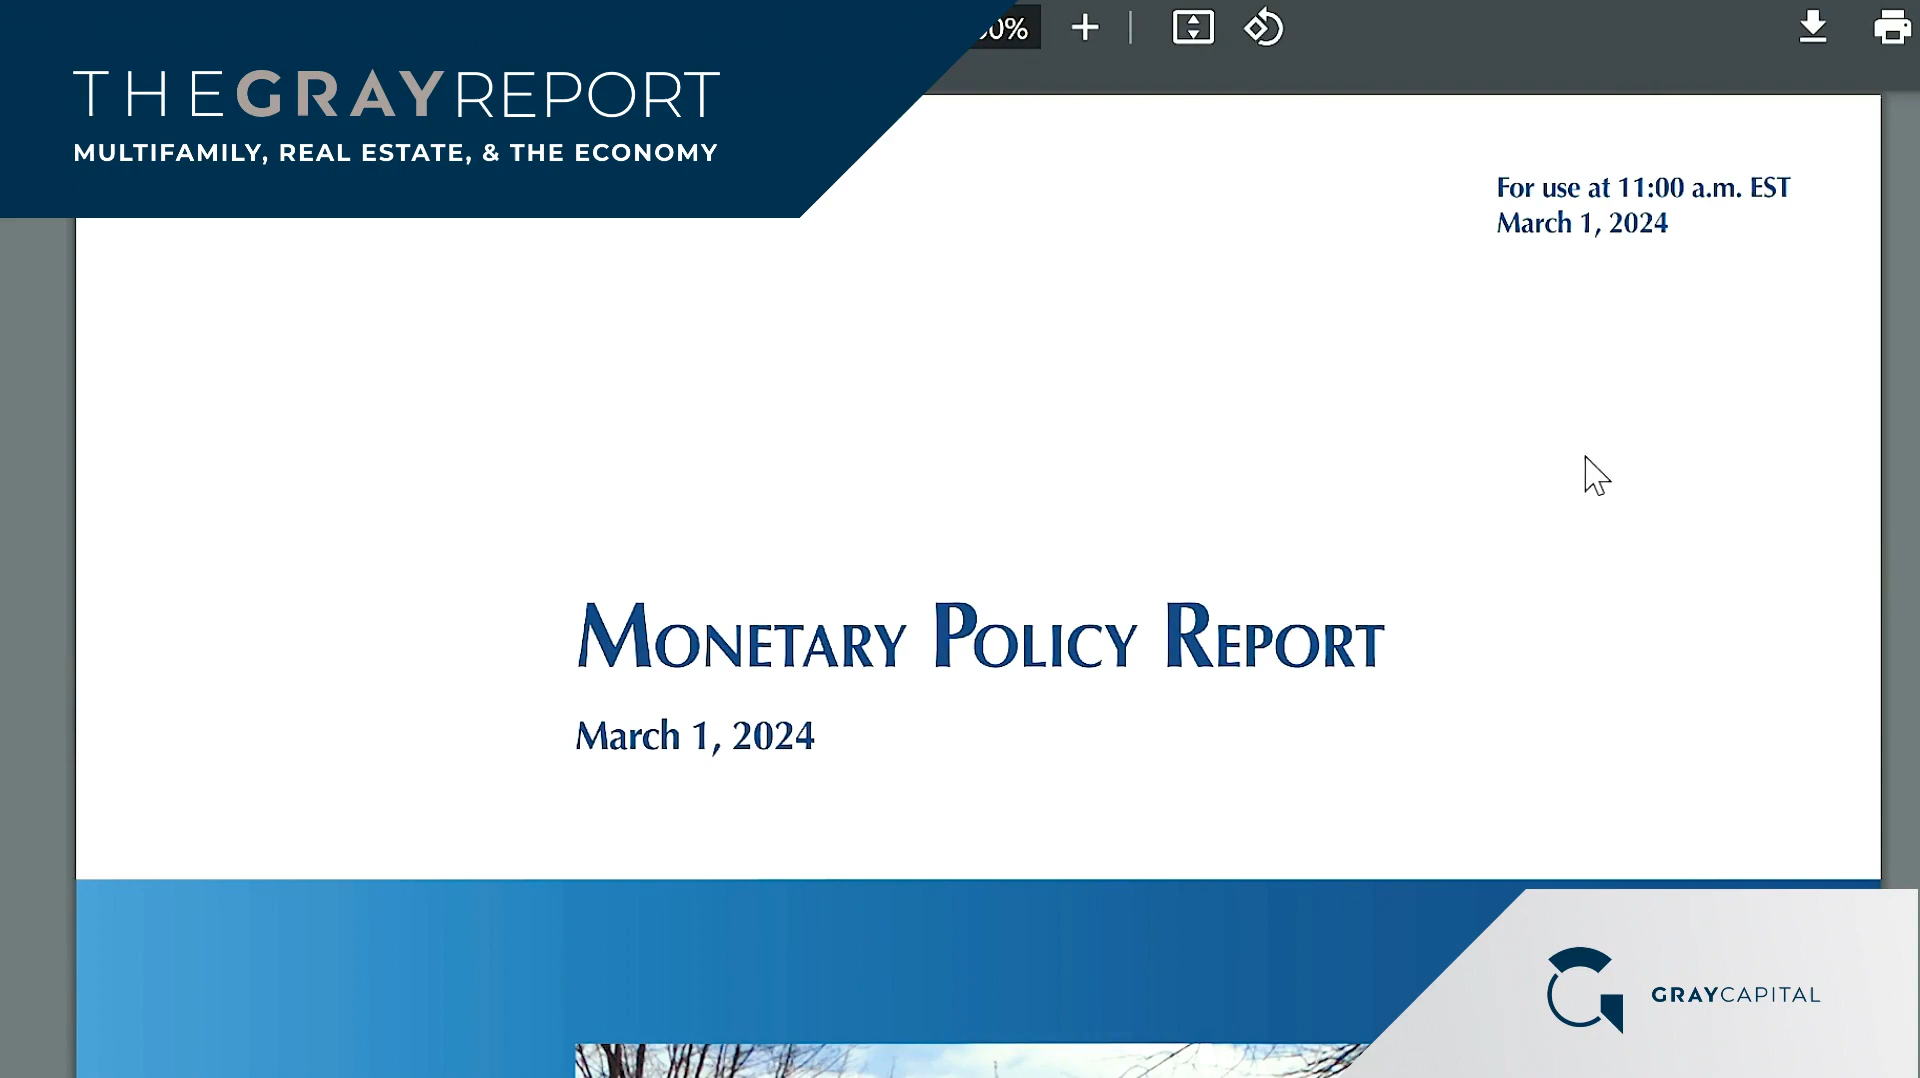 THEGRAYREPORT
MULTIFAMILY, REAL ESTATE, & THE ECONOMY
0%
For use at 11:00 a.m. EST
March 1, 2024
Monetary Policy Report
March 1, 2024
GRAYCAPITAL